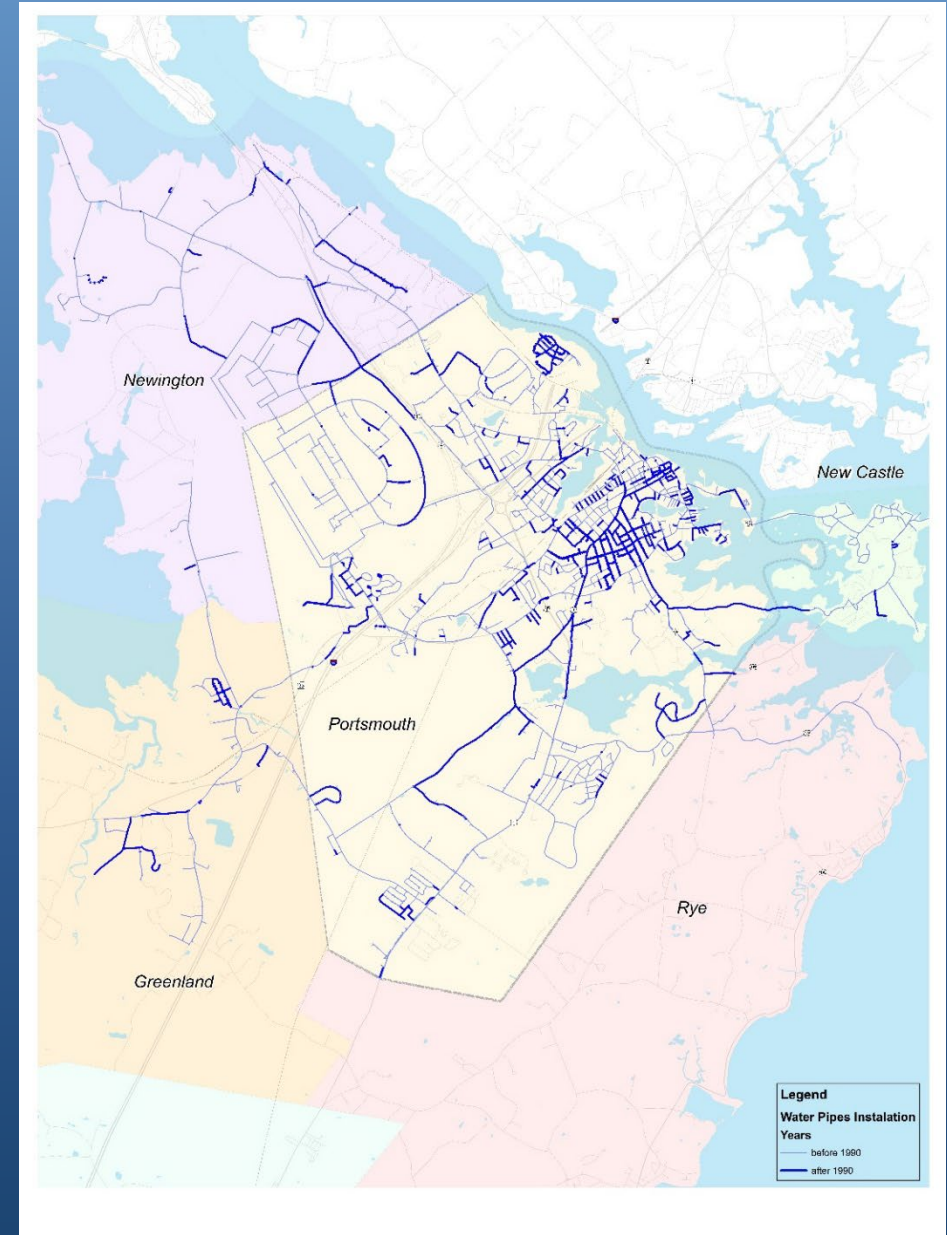 Newington
New Castle
Portsmouth
Rye
Greenland
Legend
Water Pipes Instalation
Years
before 1990
after 1990